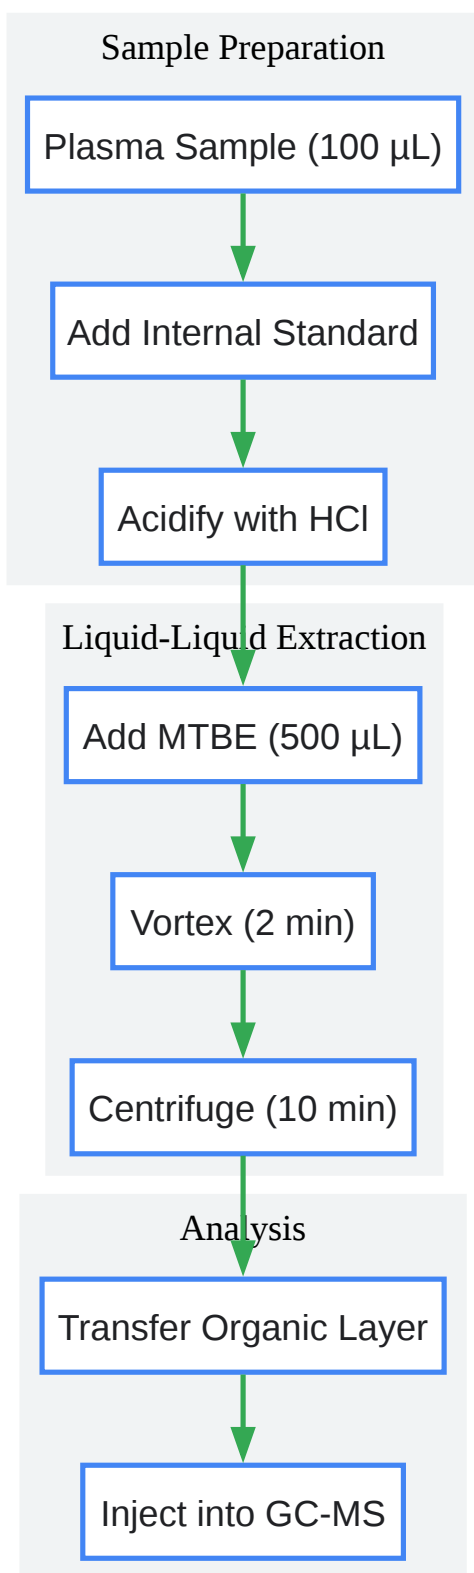 Sample Preparation
Plasma Sample (100 µL)
Add Internal Standard
Acidify with HCl
Liquid-Liquid Extraction
Add MTBE (500 µL)
Vortex (2 min)
Centrifuge (10 min)
Analysis
Transfer Organic Layer
Inject into GC-MS